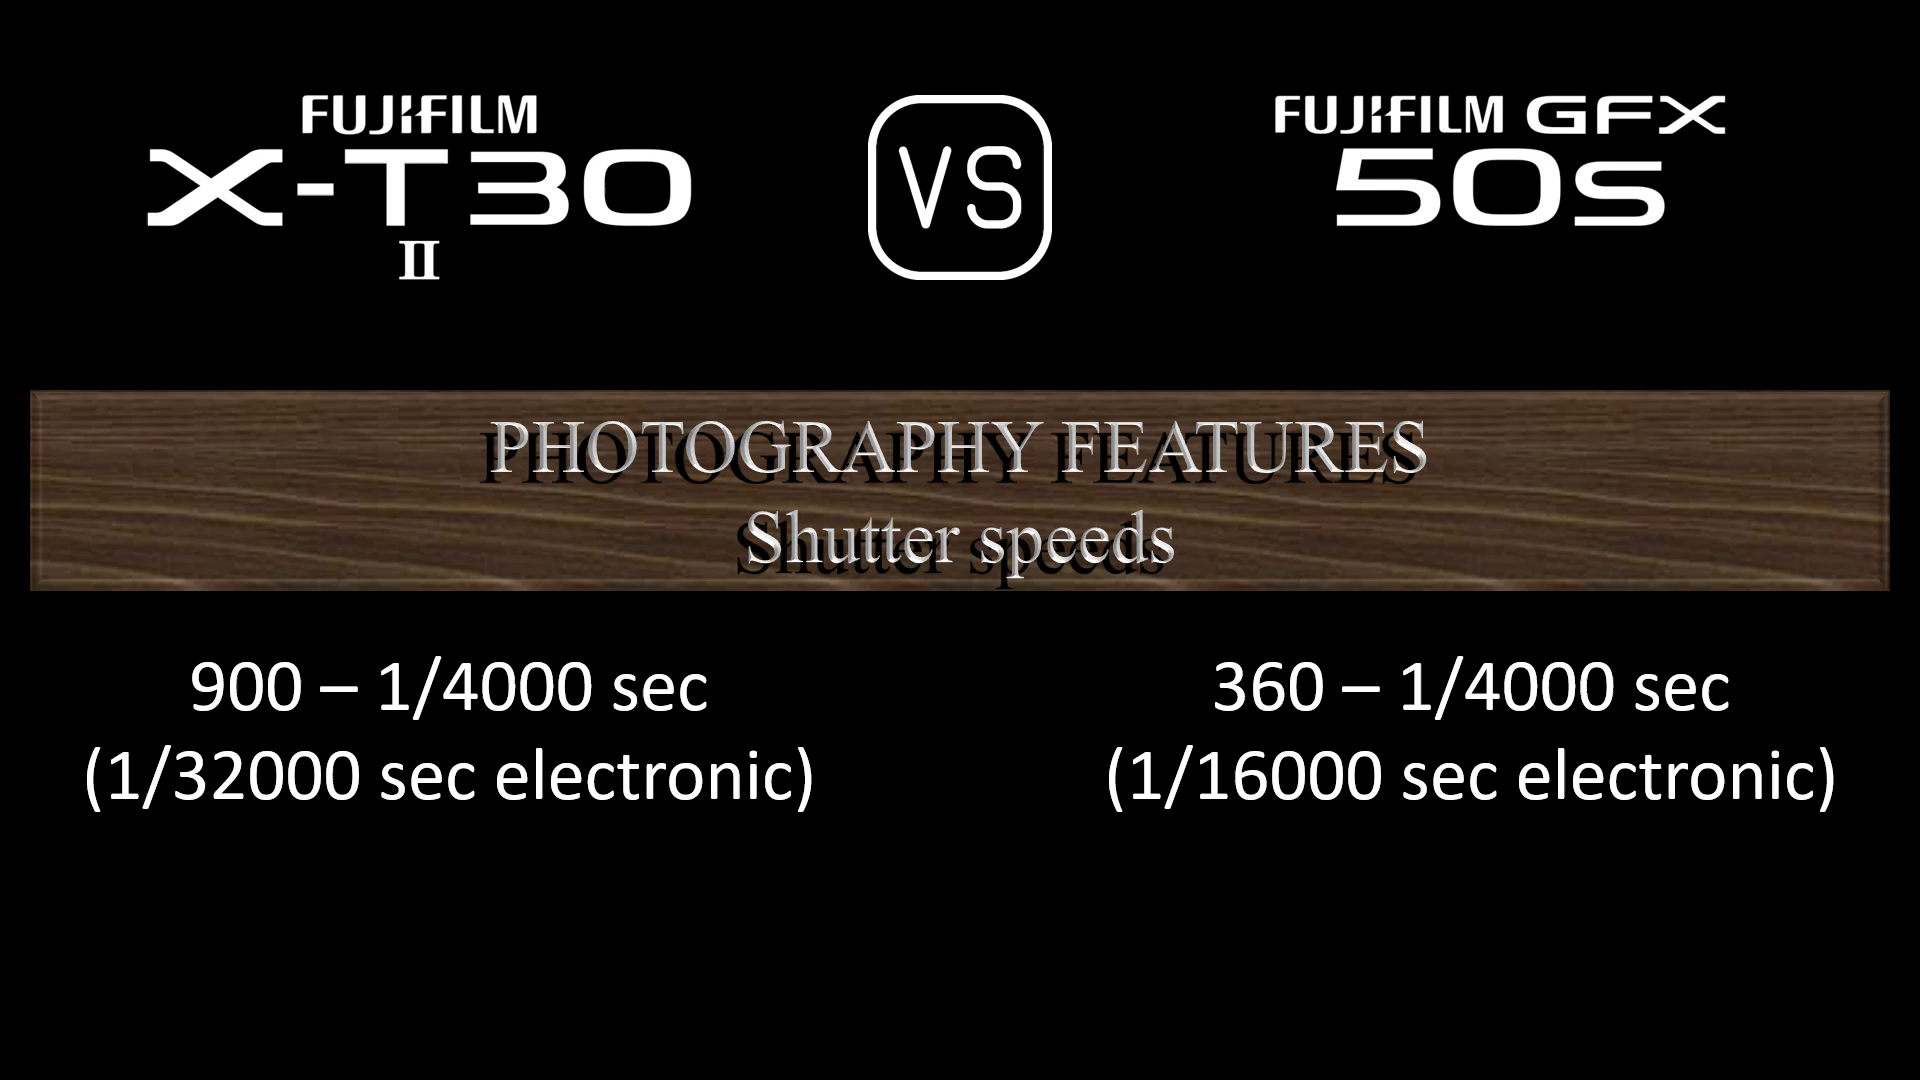 FUJIFILM
X-T30
II
VS
FUJIFILM GFX
50S
PHOTOGRAPHY FEATURES
Shutter speeds
900 – 1/4000 sec
(1/32000 sec electronic)
360 – 1/4000 sec
(1/16000 sec electronic)